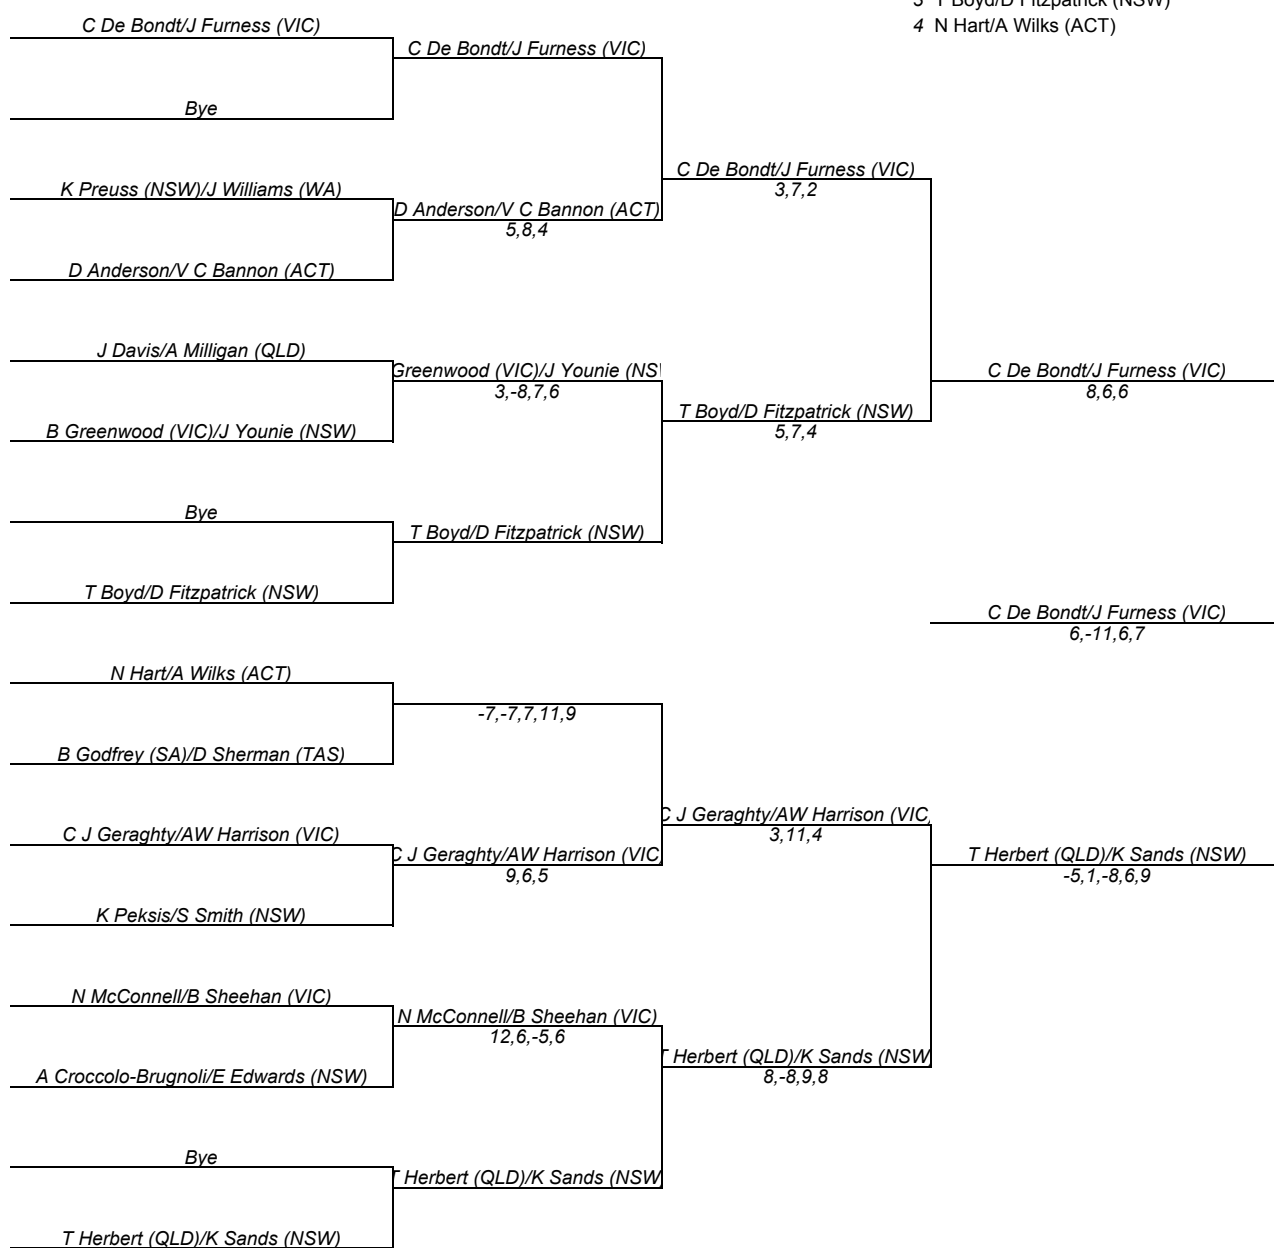 3 T Boyd/D Fitzpatrick (NSW)
4 N Hart/A Wilks (ACT)
C De Bondt/J Furness (VIC)
C De Bondt/J Furness (VIC)
Bye
C De Bondt/J Furness (VIC)
3,7,2
K Preuss (NSW)/J Williams (WA)
D Anderson/V C Bannon (ACT)
5,8,4
D Anderson/V C Bannon (ACT)
J Davis/A Milligan (QLD)
Greenwood (VIC)/J Younie (NS
3,-8,7,6
C De Bondt/J Furness (VIC)
8,6,6
T Boyd/D Fitzpatrick (NSW)
5,7,4
B Greenwood (VIC)/J Younie (NSW)
Bye
T Boyd/D Fitzpatrick (NSW)
T Boyd/D Fitzpatrick (NSW)
C De Bondt/J Furness (VIC)
6,-11,6,7
N Hart/A Wilks (ACT)
-7,-7,7,11,9
B Godfrey (SA)/D Sherman (TAS)
C J Geraghty/AW Harrison (VIC)
3,11,4
C J Geraghty/AW Harrison (VIC)
C J Geraghty/AW Harrison (VIC)
9,6,5
T Herbert (QLD)/K Sands (NSW)
-5,1,-8,6,9
K Peksis/S Smith (NSW)
N McConnell/B Sheehan (VIC)
N McConnell/B Sheehan (VIC)
12,6,-5,6
T Herbert (QLD)/K Sands (NSW
8,-8,9,8
A Croccolo-Brugnoli/E Edwards (NSW)
Bye
T Herbert (QLD)/K Sands (NSW
T Herbert (QLD)/K Sands (NSW)